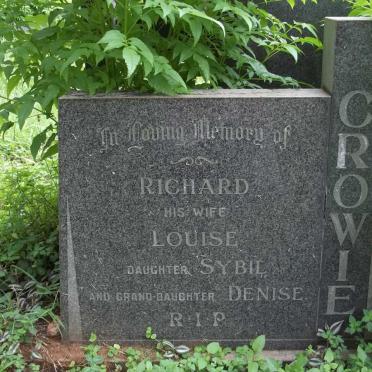 In Loving Memory of
RICHARD
HIS WIFE
LOUISE
DAUGHTER SYBIL
AND GRAND-DAUGHTER DENISE
R·I·P
CROWIE